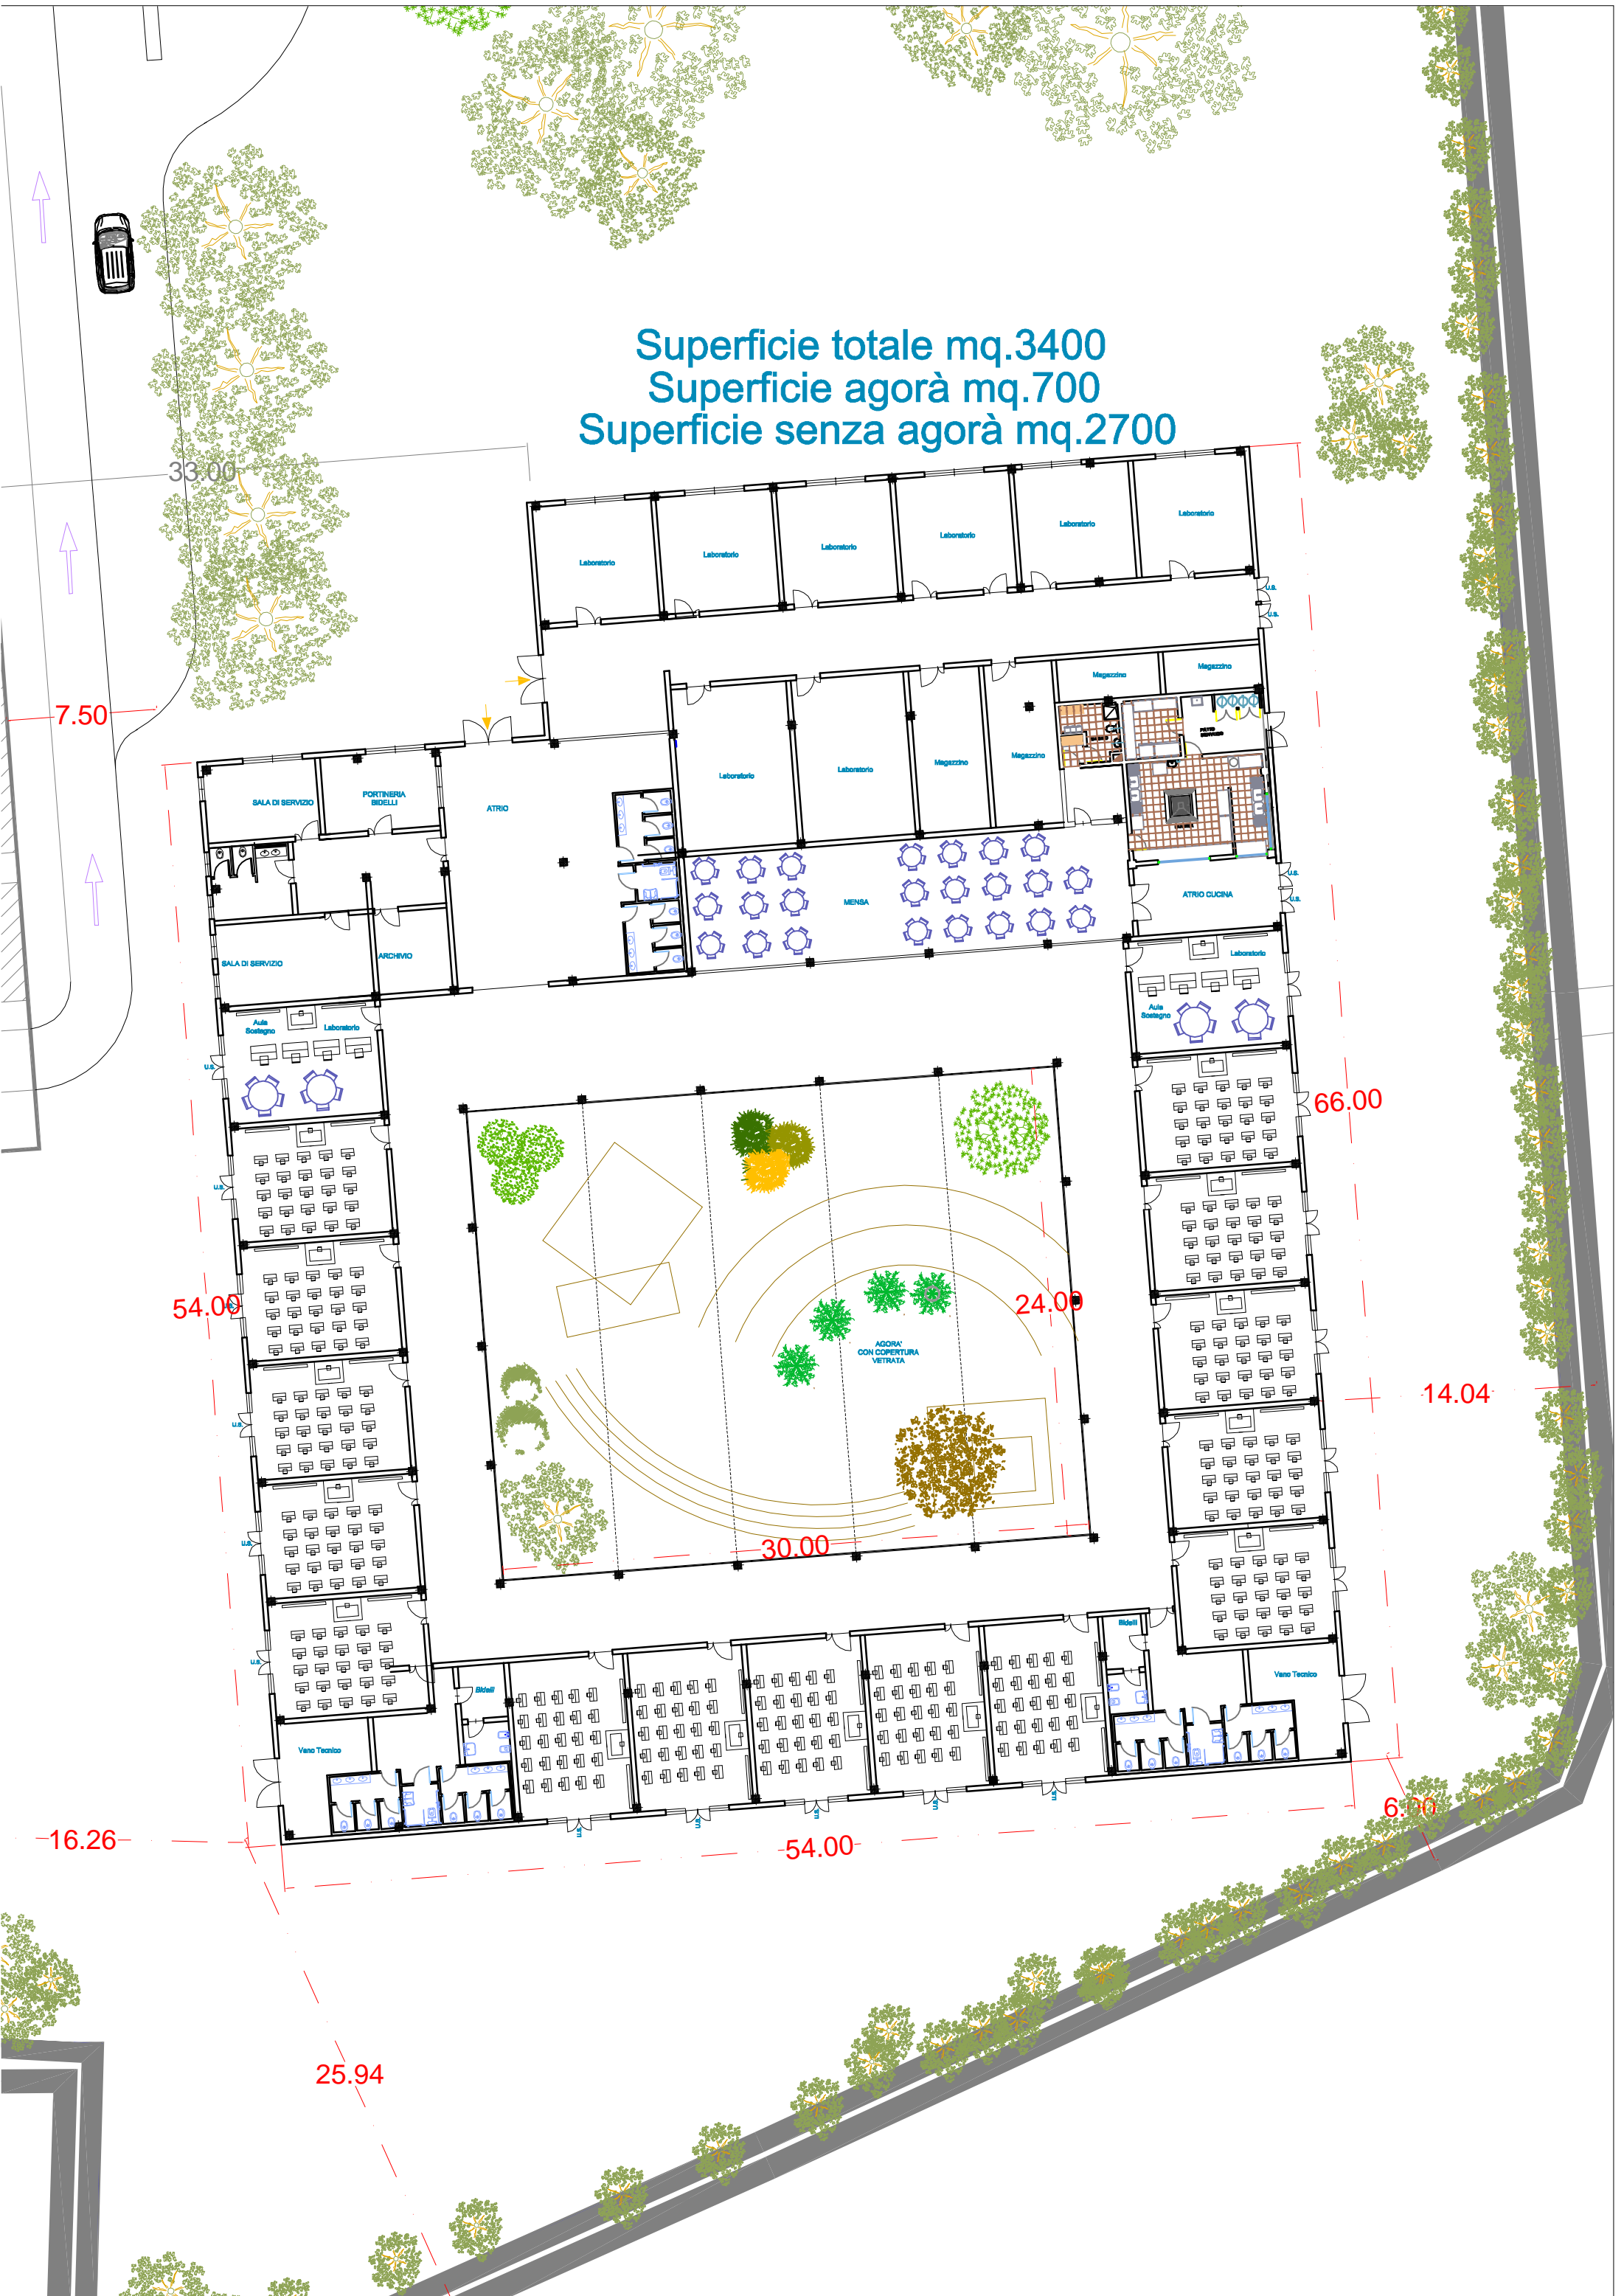 Superficie totale mq.3400
Superficie agorà mq.700
Superficie senza agorà mq.2700
33.00
Laboratorio
Laboratorio
Laboratorio
Laboratorio
Laboratorio
Laboratorio
U.S.
U.S.
Magazzino
Magazzino
7.50
SALA DI SERVIZIO
PORTINERIA
BIDELLI
ATRIO
Laboratorio
Laboratorio
Magazzino
Magazzino
MENSA
ATRIO CUCINA
U.S.
U.S.
SALA DI SERVIZIO
ARCHIVIO
Aula
Sostegno
Laboratorio
Laboratorio
Aula
Sostegno
U.S.
66.00
U.S.
54.00
24.00
AGORA'
CON COPERTURA
VETRATA
14.04
U.S.
U.S.
30.00
U.S.
Bidelli
Bidelli
Vano Tecnico
Vano Tecnico
U.S.
U.S.
U.S.
U.S.
U.S.
6.00
16.26
54.00
25.94